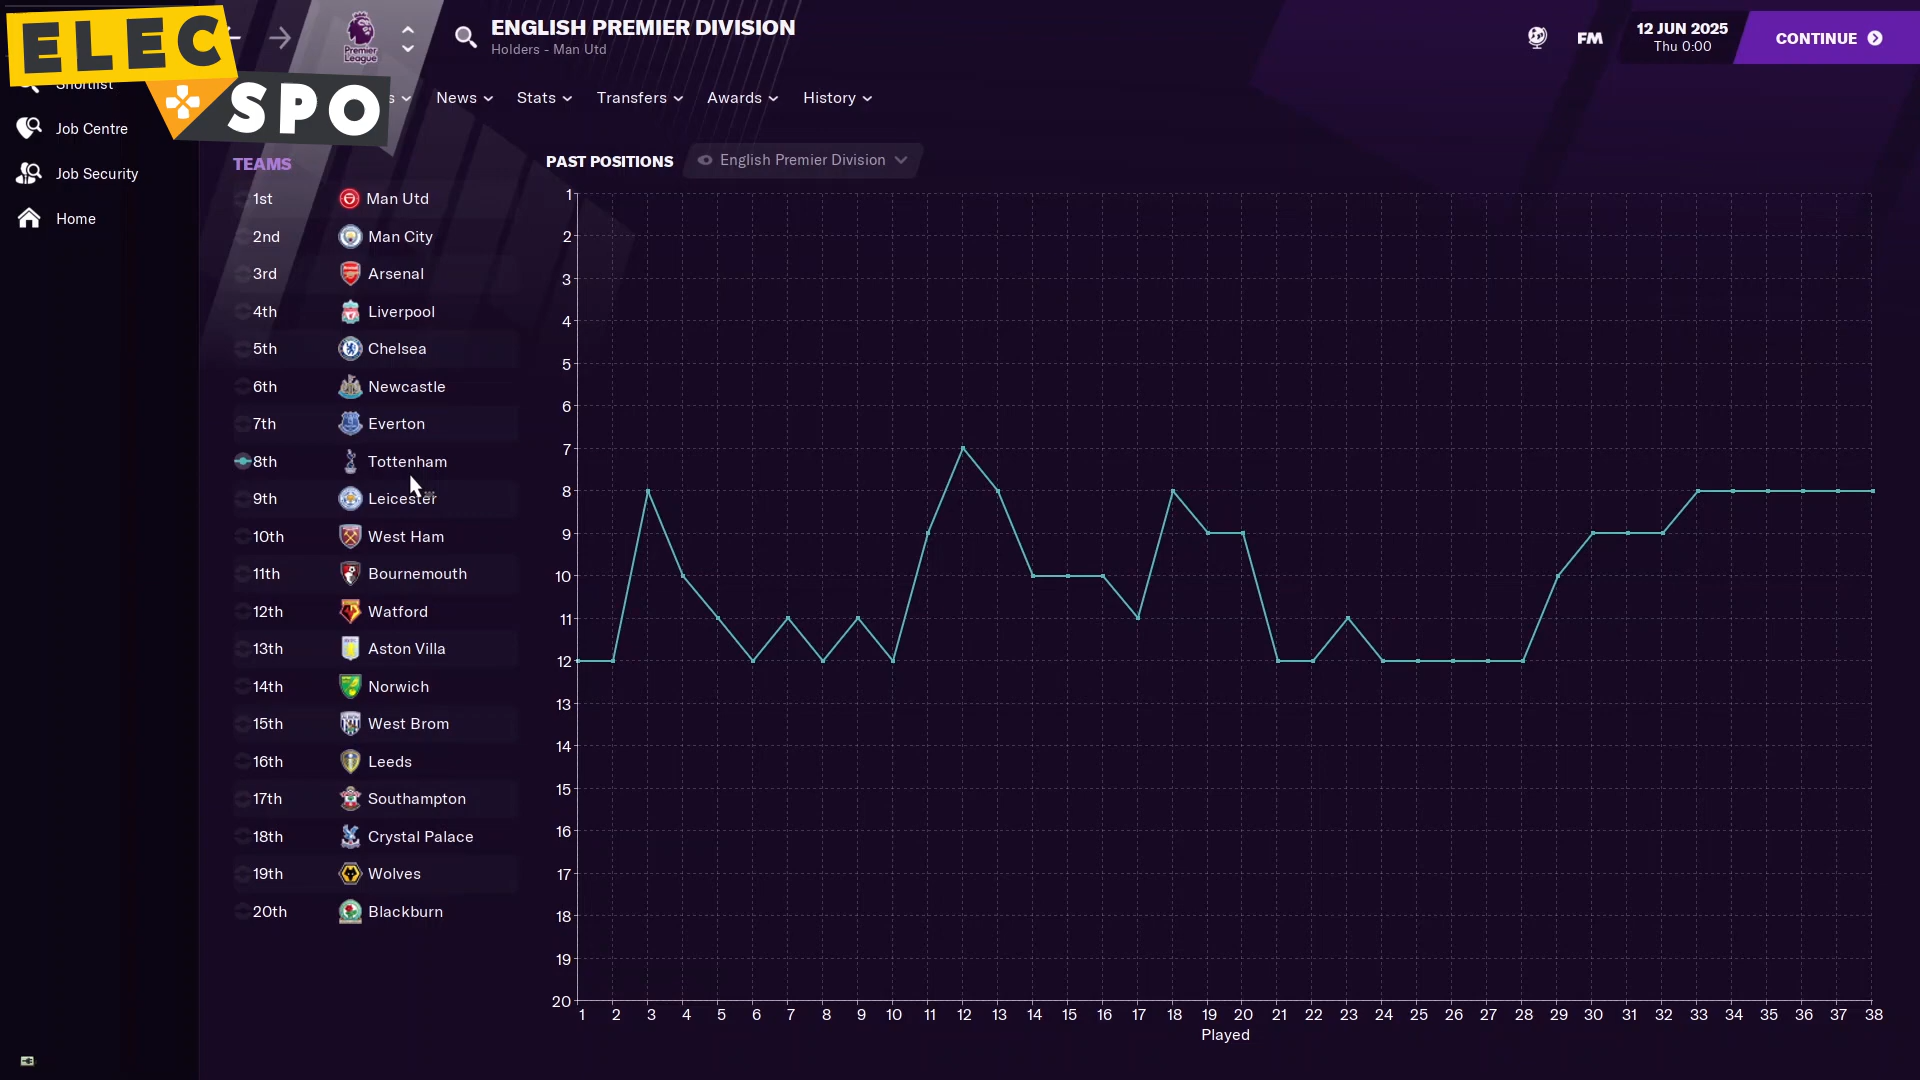 ELEC
SPO
Premier
League
ENGLISH PREMIER DIVISION
Holders - Man Utd
FM
12 JUN 2025
Thu 0:00
CONTINUE
Shortlist
Job Centre
Job Security
Home
s News Stats Transfers Awards History
TEAMS
1st Man Utd
2nd Man City
3rd Arsenal
4th Liverpool
5th Chelsea
6th Newcastle
7th Everton
8th Tottenham
9th Leicester
10th West Ham
11th Bournemouth
12th Watford
13th Aston Villa
14th Norwich
15th West Brom
16th Leeds
17th Southampton
18th Crystal Palace
19th Wolves
20th Blackburn
PAST POSITIONS English Premier Division
1
2
3
4
5
6
7
8
9
10
11
12
13
14
15
16
17
18
19
20
1 2 3 4 5 6 7 8 9 10 11 12 13 14 15 16 17 18 19 20 21 22 23 24 25 26 27 28 29 30 31 32 33 34 35 36 37 38
Played